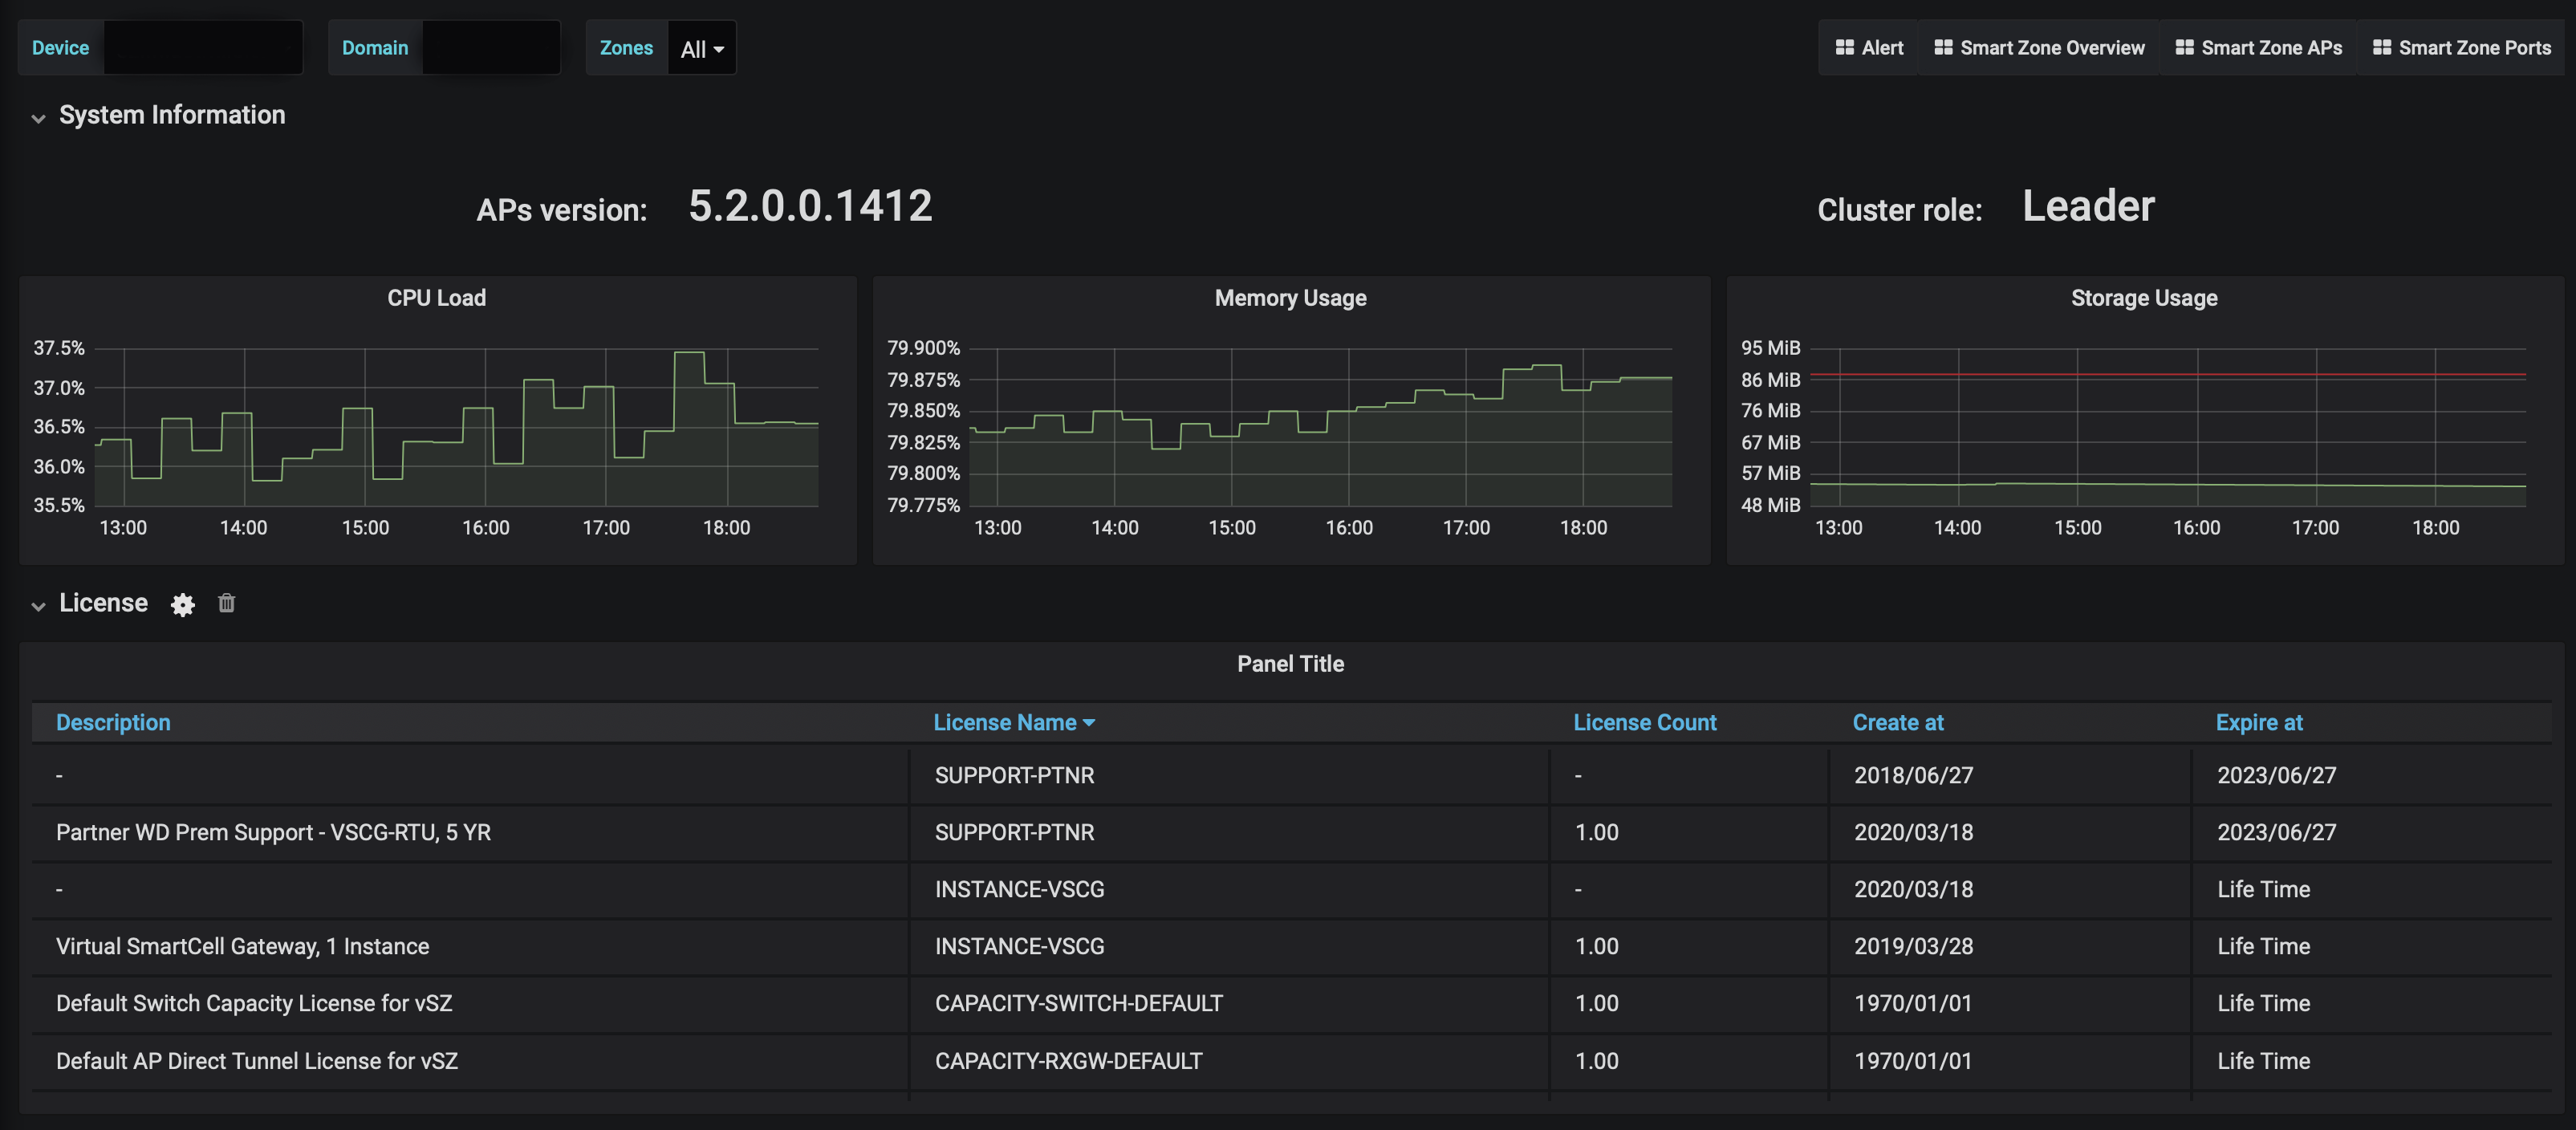 Device Domain Zones All Alert Smart Zone Overview Smart Zone APs Smart Zone Ports
System Information
APs version: 5.2.0.0.1412 Cluster role: Leader
CPU Load
37.5%
37.0%
36.5%
36.0%
35.5%
13:00 14:00 15:00 16:00 17:00 18:00
Memory Usage
79.900%
79.875%
79.850%
79.825%
79.800%
79.775%
13:00 14:00 15:00 16:00 17:00 18:00
Storage Usage
95 MiB
86 MiB
76 MiB
67 MiB
57 MiB
48 MiB
13:00 14:00 15:00 16:00 17:00 18:00
License
Panel Title
Description License Name License Count Create at Expire at
- SUPPORT-PTNR - 2018/06/27 2023/06/27
Partner WD Prem Support - VSCG-RTU, 5 YR SUPPORT-PTNR 1.00 2020/03/18 2023/06/27
- INSTANCE-VSCG - 2020/03/18 Life Time
Virtual SmartCell Gateway, 1 Instance INSTANCE-VSCG 1.00 2019/03/28 Life Time
Default Switch Capacity License for vSZ CAPACITY-SWITCH-DEFAULT 1.00 1970/01/01 Life Time
Default AP Direct Tunnel License for vSZ CAPACITY-RXGW-DEFAULT 1.00 1970/01/01 Life Time